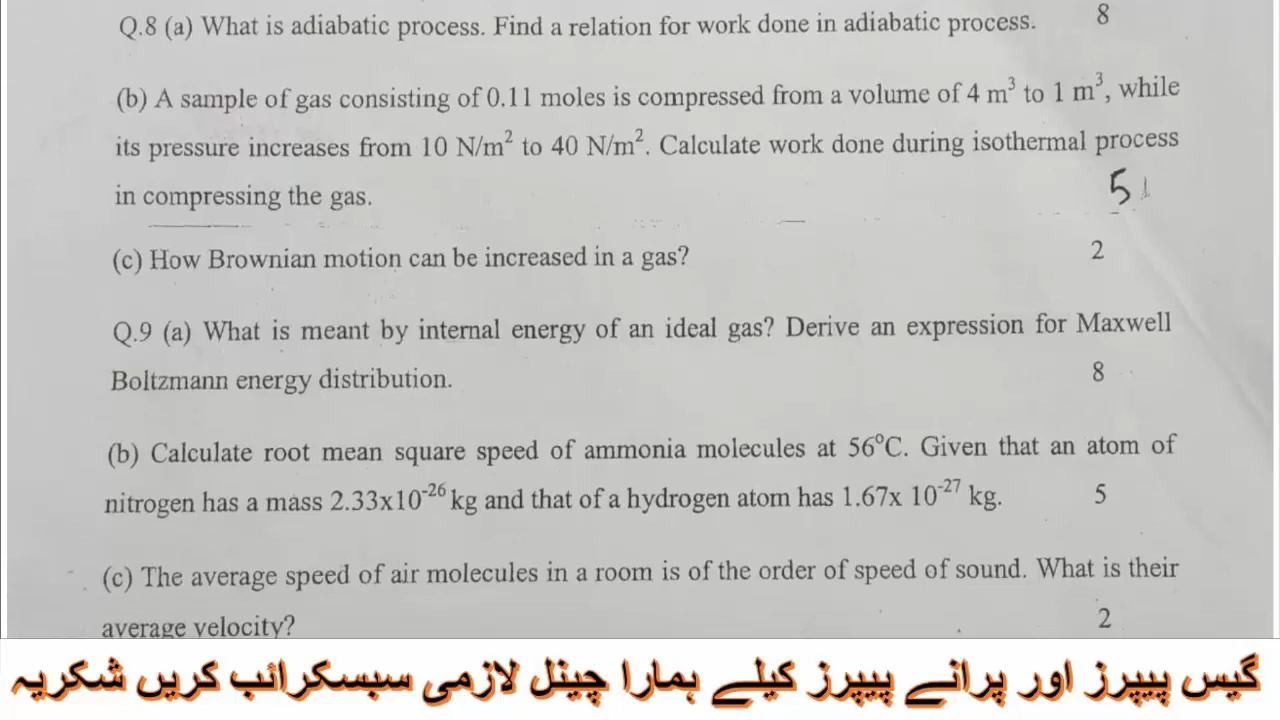 Q.8 (a) What is adiabatic process. Find a relation for work done in adiabatic process. 8
(b) A sample of gas consisting of 0.11 moles is compressed from a volume of 4 m³ to 1 m³, while
its pressure increases from 10 N/m² to 40 N/m². Calculate work done during isothermal process
in compressing the gas. 5
(c) How Brownian motion can be increased in a gas? 2
Q.9 (a) What is meant by internal energy of an ideal gas? Derive an expression for Maxwell
Boltzmann energy distribution. 8
(b) Calculate root mean square speed of ammonia molecules at 56⁰C. Given that an atom of
nitrogen has a mass 2.33x10⁻²⁶ kg and that of a hydrogen atom has 1.67x 10⁻²⁷ kg. 5
(c) The average speed of air molecules in a room is of the order of speed of sound. What is their
average velocity? 2
گیس پیپرز اور پرانے پیپرز کیلے ہمارا چینل لازمی سبسکرائب کریں شکریہ